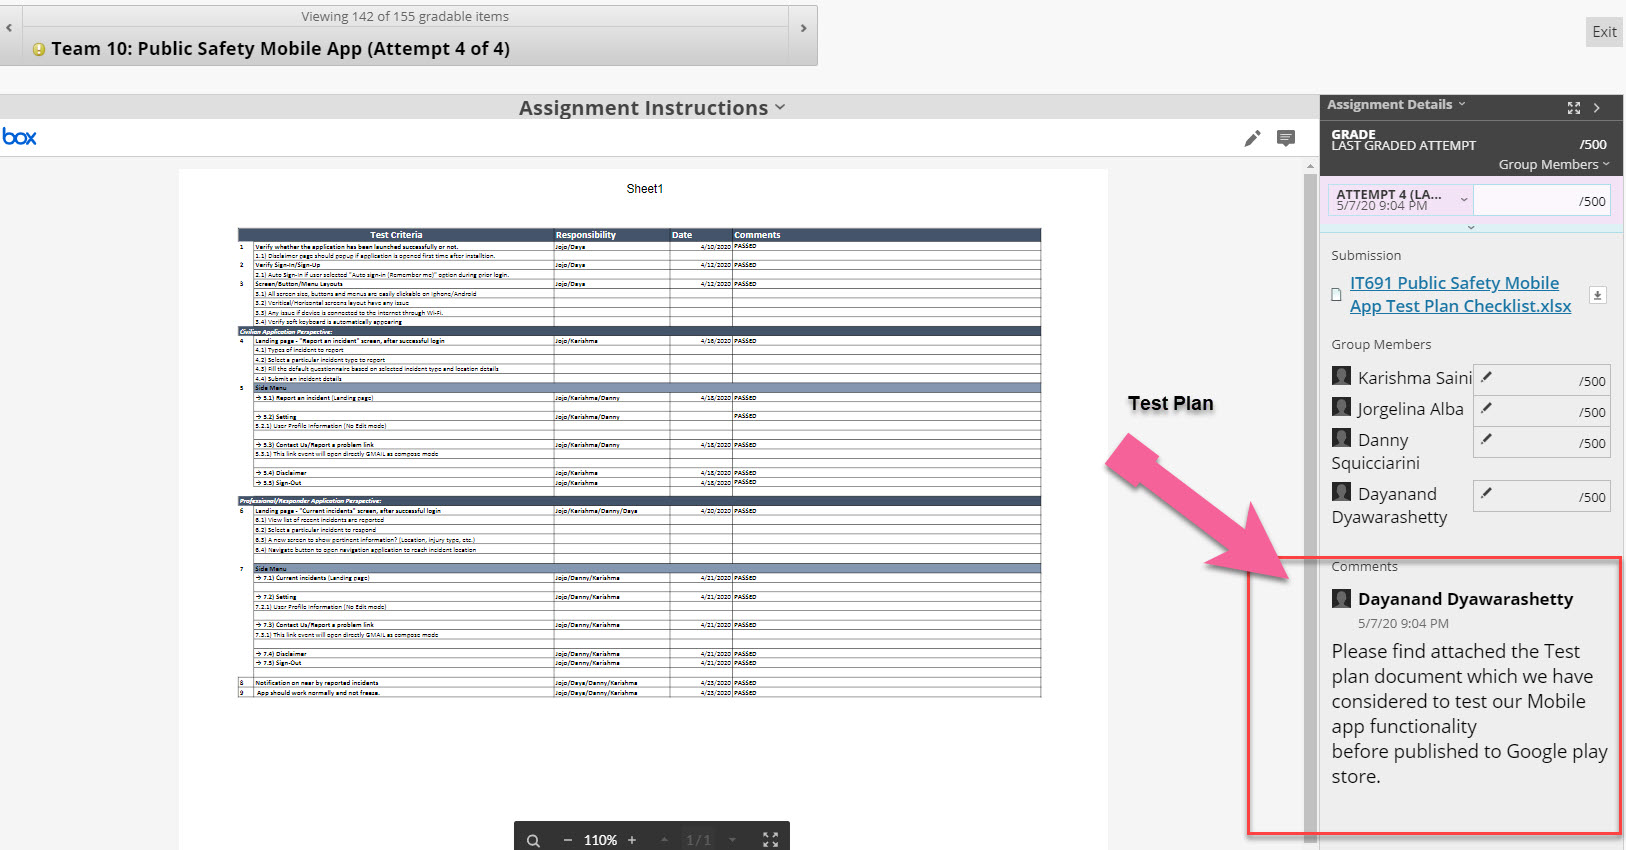 Viewing 142 of 155 gradable items
Team 10: Public Safety Mobile App (Attempt 4 of 4)
Exit
Assignment Instructions
box
Sheet1
Test Criteria Responsibility Date Comments
1 Verify whether the application has been launched successfully or not. Jojo/Daya 4/10/2020 PASSED
1.1) Disclaimer page should popup if application is opened first time after
2 Verify Sign-In/Sign-Up Jojo/Daya 4/12/2020 PASSED
2.1) Auto Sign-in if user selected "Auto sign-in (Remember me)" option during prior login.
3 Screen/Button/Menu Layouts Jojo/Daya 4/12/2020 PASSED
3.1) All screen size, buttons and menus are easily clickable on Iphone/Android
3.2) Vertical/Horizontal screens layout have any issue
3.3) Any issue if device is connected to the internet through Wi-Fi.
3.4) Verify soft keyboard is automatically appearing
Civilian Application Perspective:
4 Landing page - "Report an incident" screen, after successful login Jojo/Karishma 4/16/2020 PASSED
4.1) Types of incident to report
4.2) Select a particular incident type to report
4.3) Fill the default questionnaire based on selected incident type and location details
4.4) Submit an incident details
5 Side Menu
→ 5.1) Report an incident (Landing page) Jojo/Karishma/Danny 4/18/2020 PASSED
→ 5.2) Setting Jojo/Karishma/Danny PASSED
5.2.1) User Profile Information (No Edit mode)
→ 5.3) Contact Us/Report a problem link Jojo/Karishma/Danny 4/18/2020 PASSED
5.3.1) This link event will open directly GMAIL as compose mode
→ 5.4) Disclaimer Jojo/Karishma 4/18/2020 PASSED
→ 5.5) Sign-Out Jojo/Karishma 4/18/2020 PASSED
Professional/Responder Application Perspective:
6 Landing page - "Current incidents" screen, after successful login Jojo/Karishma/Danny/Daya 4/20/2020 PASSED
6.1) View list of recent incidents are reported
6.2) Select a particular incident to respond
6.3) A new screen to show pertinent information? (Location, injury type, etc.)
6.4) Navigate button to open navigation application to reach incident location
7 Side Menu
→ 7.1) Current incidents (Landing page) Jojo/Danny/Karishma 4/21/2020 PASSED
→ 7.2) Setting Jojo/Danny/Karishma 4/21/2020 PASSED
7.2.1) User Profile Information (No Edit mode)
→ 7.3) Contact Us/Report a problem link Jojo/Danny/Karishma 4/21/2020 PASSED
7.3.1) This link event will open directly GMAIL as compose mode
→ 7.4) Disclaimer Jojo/Danny/Karishma 4/21/2020 PASSED
→ 7.5) Sign-Out Jojo/Danny/Karishma 4/21/2020 PASSED
8 Notification on near by reported incidents Jojo/Daya/Danny/Karishma 4/23/2020 PASSED
9 App should work normally and not freeze. Jojo/Daya/Danny/Karishma 4/23/2020 PASSED
110%
1/1
Test Plan
Assignment Details
GRADE
LAST GRADED ATTEMPT /500
Group Members
ATTEMPT 4 (LA...
5/7/20 9:04 PM
/500
Submission
IT691 Public Safety Mobile
App Test Plan Checklist.xlsx
Group Members
Karishma Saini /500
Jorgelina Alba /500
Danny
Squicciarini /500
Dayanand
Dyawarashetty /500
Comments
Dayanand Dyawarashetty
5/7/20 9:04 PM
Please find attached the Test
plan document which we have
considered to test our Mobile
app functionality
before published to Google play
store.